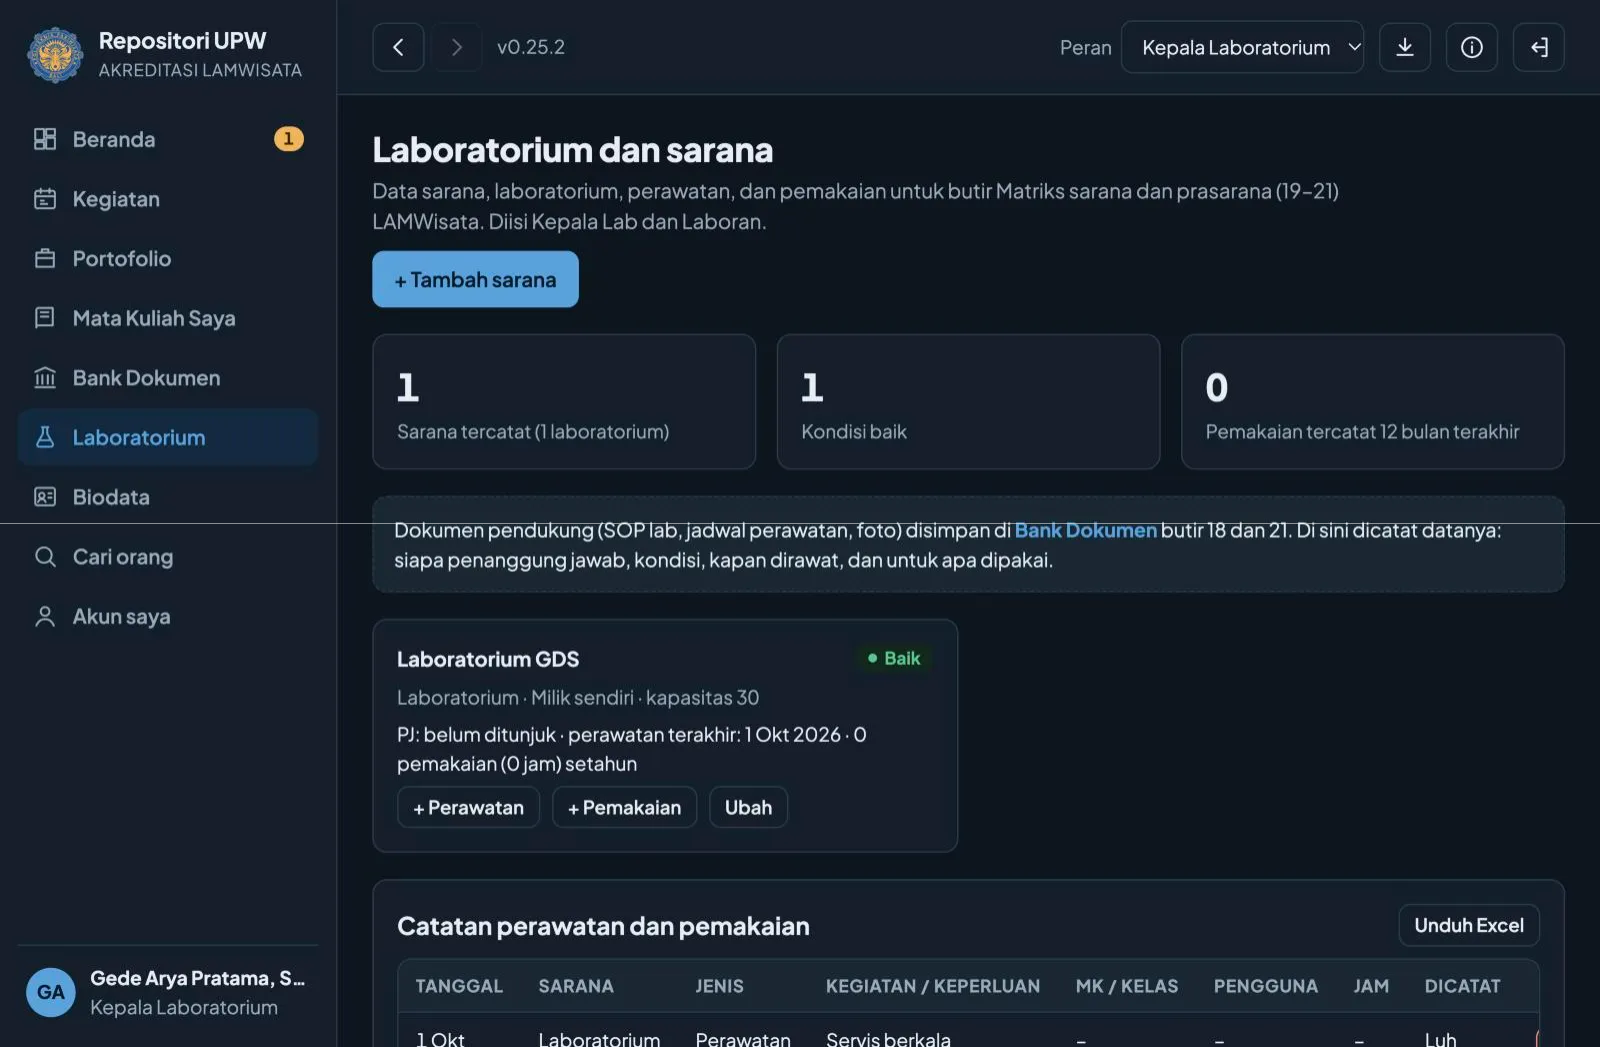 Repositori UPW
AKREDITASI LAMWISATA
Beranda
1
Kegiatan
Portofolio
Mata Kuliah Saya
Bank Dokumen
Laboratorium
Biodata
Cari orang
Akun saya
GA
Gede Arya Pratama, S...
Kepala Laboratorium
v0.25.2
Peran
Kepala Laboratorium
Laboratorium dan sarana
Data sarana, laboratorium, perawatan, dan pemakaian untuk butir Matriks sarana dan prasarana (19–21)
LAMWisata. Diisi Kepala Lab dan Laboran.
+ Tambah sarana
1
Sarana tercatat (1 laboratorium)
1
Kondisi baik
0
Pemakaian tercatat 12 bulan terakhir
Dokumen pendukung (SOP lab, jadwal perawatan, foto) disimpan di Bank Dokumen butir 18 dan 21. Di sini dicatat datanya:
siapa penanggung jawab, kondisi, kapan dirawat, dan untuk apa dipakai.
Laboratorium GDS
Baik
Laboratorium · Milik sendiri · kapasitas 30
PJ: belum ditunjuk · perawatan terakhir: 1 Okt 2026 · 0
pemakaian (0 jam) setahun
+ Perawatan
+ Pemakaian
Ubah
Catatan perawatan dan pemakaian
Unduh Excel
TANGGAL SARANA JENIS KEGIATAN / KEPERLUAN MK / KELAS PENGGUNA JAM DICATAT
1 Okt Laboratorium Perawatan Servis berkala – – – Luh